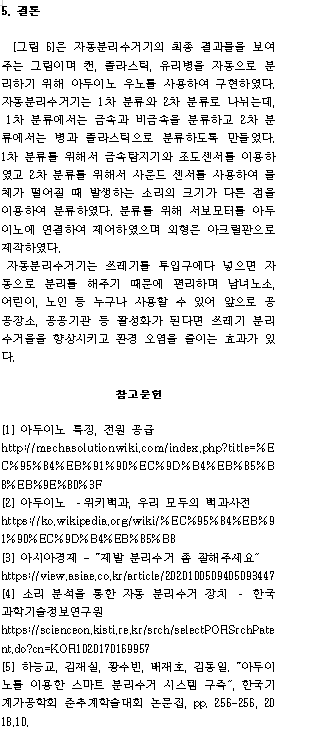 5. 결론
[그림 6]은 자동분리수거기의 최종 결과물을 보여
주는 그림이며 캔, 플라스틱, 유리병을 자동으로 분
리하기 위해 아두이노 우노를 사용하여 구현하였다.
자동분리수거기는 1차 분류와 2차 분류로 나뉘는데,
1차 분류에서는 금속과 비금속을 분류하고 2차 분
류에서는 병과 플라스틱으로 분류하도록 만들었다.
1차 분류를 위해서 금속탐지기와 조도센서를 이용하
였고 2차 분류를 위해서 사운드 센서를 사용하여 물
체가 떨어질 때 발생하는 소리의 크기가 다른 점을
이용하여 분류하였다. 분류를 위해 서보모터를 아두
이노에 연결하여 제어하였으며 외형은 아크릴판으로
제작하였다.
자동분리수거기는 쓰레기를 투입구에다 넣으면 자
동으로 분리를 해주기 때문에 편리하며 남녀노소,
어린이, 노인 등 누구나 사용할 수 있어 앞으로 공
공장소, 공공기관 등 활성화가 된다면 쓰레기 분리
수거율을 향상시키고 환경 오염을 줄이는 효과가 있
다.
참고문헌
[1] 아두이노 특징, 전원 공급
http://mechasolutionwiki.com/index.php?title=%E
C%95%84%EB%91%90%EC%9D%B4%EB%85%B
8%EB%9E%80%3F
[2] 아두이노 - 위키백과, 우리 모두의 백과사전
https://ko.wikipedia.org/wiki/%EC%95%84%EB%9
1%90%EC%9D%B4%EB%85%B8
[3] 아시아경제 - "제발 분리수거 좀 잘해주세요"
https://view.asiae.co.kr/article/2020100509405093447
[4] 소리 분석을 통한 자동 분리수거 장치 - 한국
과학기술정보연구원
https://scienceon.kisti.re.kr/srch/selectPORSrchPate
nt.do?cn=KOR1020170169957
[5] 하능교, 김재실, 황수빈, 배재호, 김동일. "아두이
노를 이용한 스마트 분리수거 시스템 구축", 한국기
계가공학회 춘추계학술대회 논문집, pp. 256-256, 20
18.10.